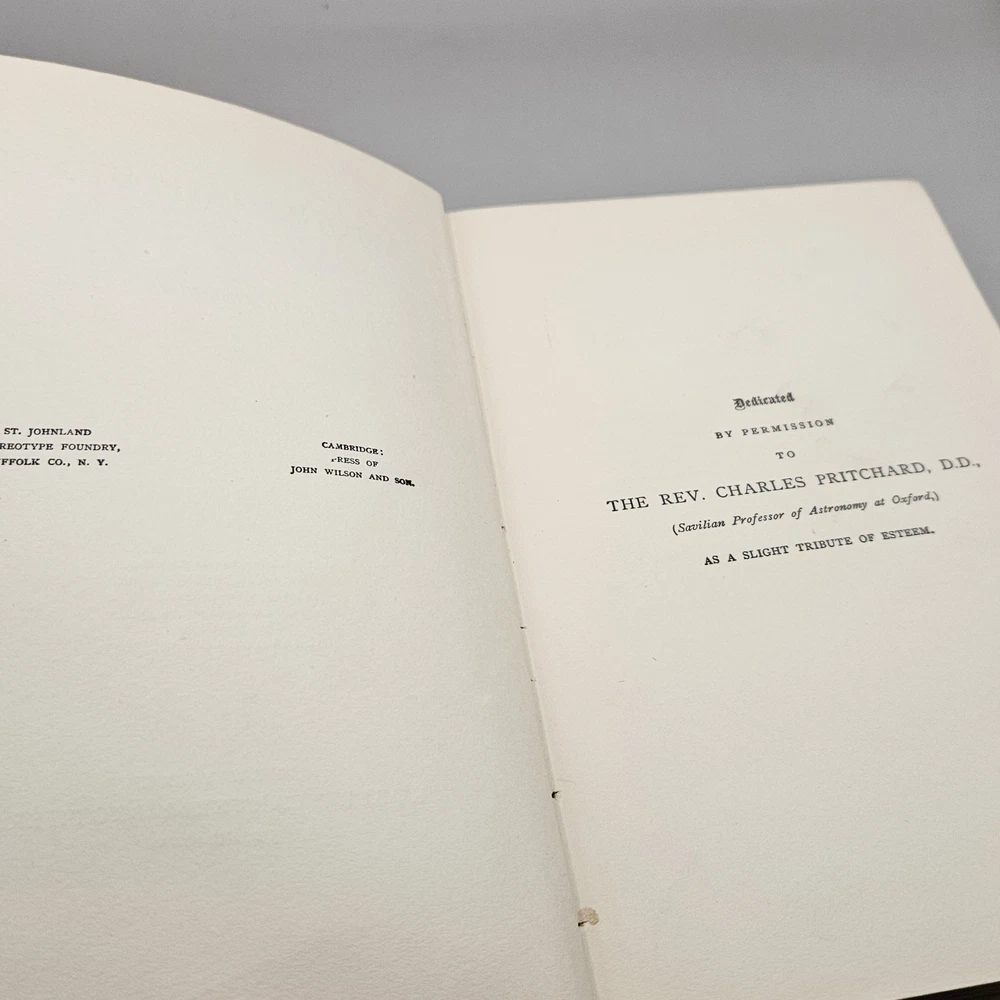 ST. JOHNLAND
REOTYPE FOUNDRY,
FFOLK CO., N. Y.
CAMBRIDGE:
PRESS OF
JOHN WILSON AND SON.
Dedicated
BY PERMISSION
TO
THE REV. CHARLES PRITCHARD, D.D.,
(Savilian Professor of Astronomy at Oxford,)
AS A SLIGHT TRIBUTE OF ESTEEM.